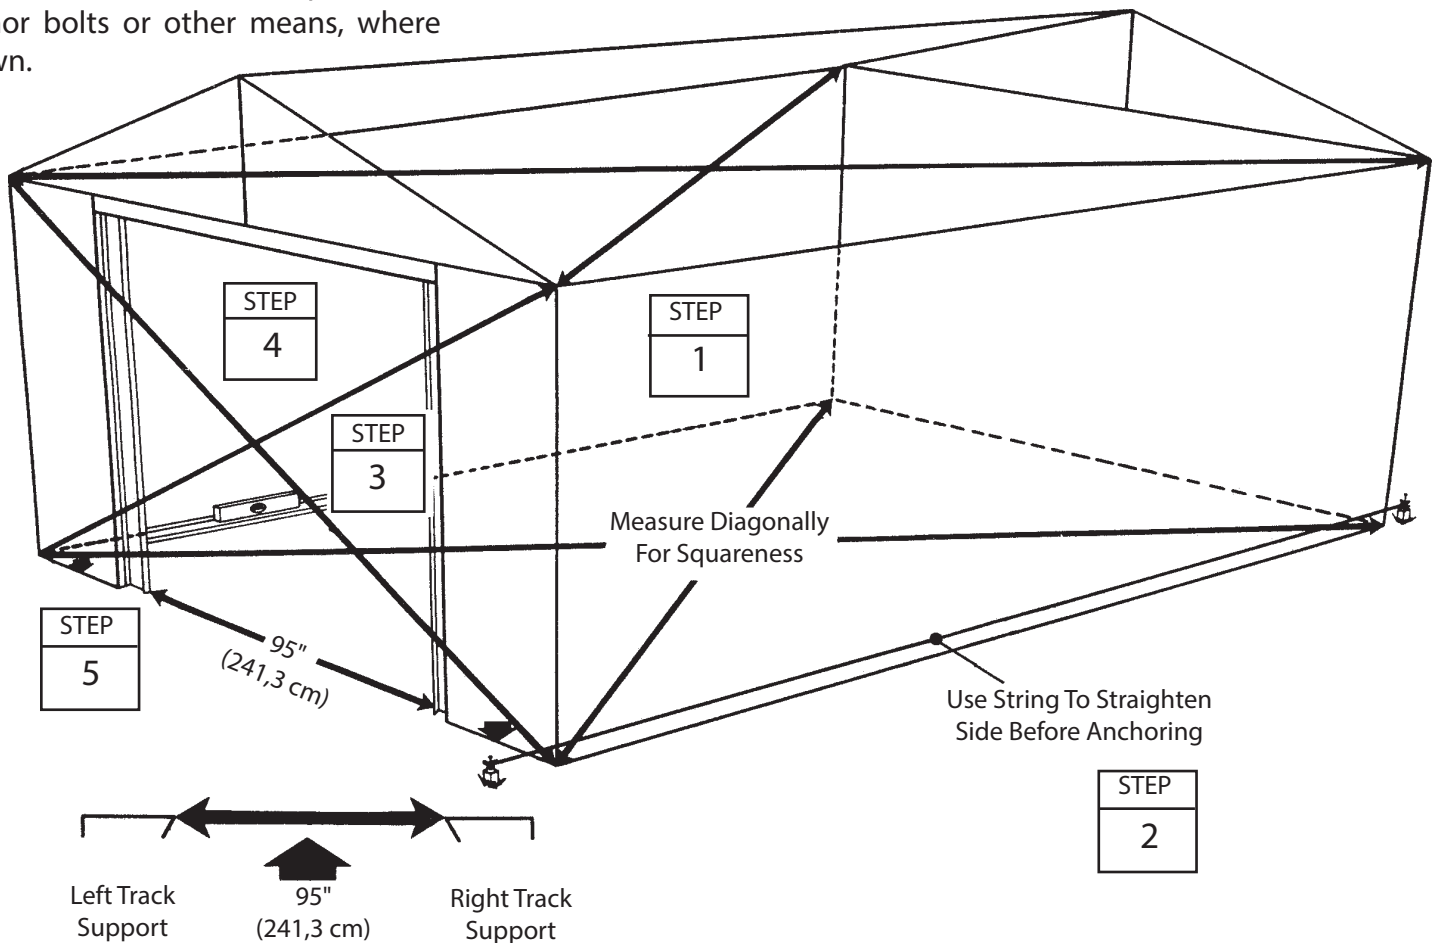 bolts or other means, where
STEP
4
STEP
1
STEP
3
Measure Diagonally
For Squareness
STEP
5
95"
(241,3 cm)
Use String To Straighten
Side Before Anchoring
STEP
2
Left Track
Support
95"
(241,3 cm)
Right Track
Support